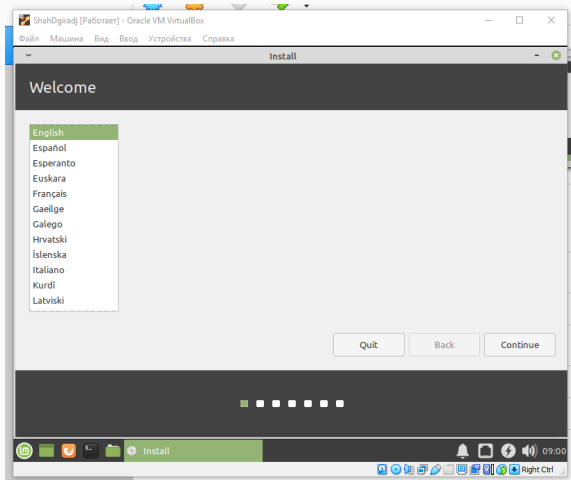 ShahDgiradj [Работает] - Oracle VM VirtualBox
Файл Машина Вид Ввод Устройства Справка
Install
Welcome
English
Español
Esperanto
Euskara
Français
Gaeilge
Galego
Hrvatski
Íslenska
Italiano
Kurdî
Latviski
Quit Back Continue
Install 09:00
Right Ctrl